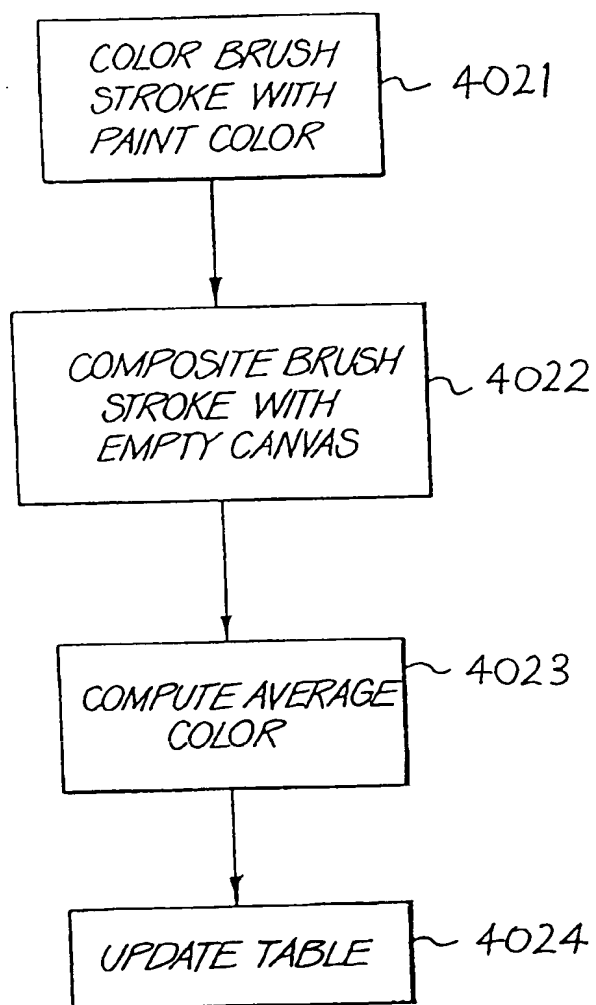 COLOR BRUSH
STROKE WITH
PAINT COLOR
4021
COMPOSITE BRUSH
STROKE WITH
EMPTY CANVAS
4022
COMPUTE AVERAGE
COLOR
4023
UPDATE TABLE
4024